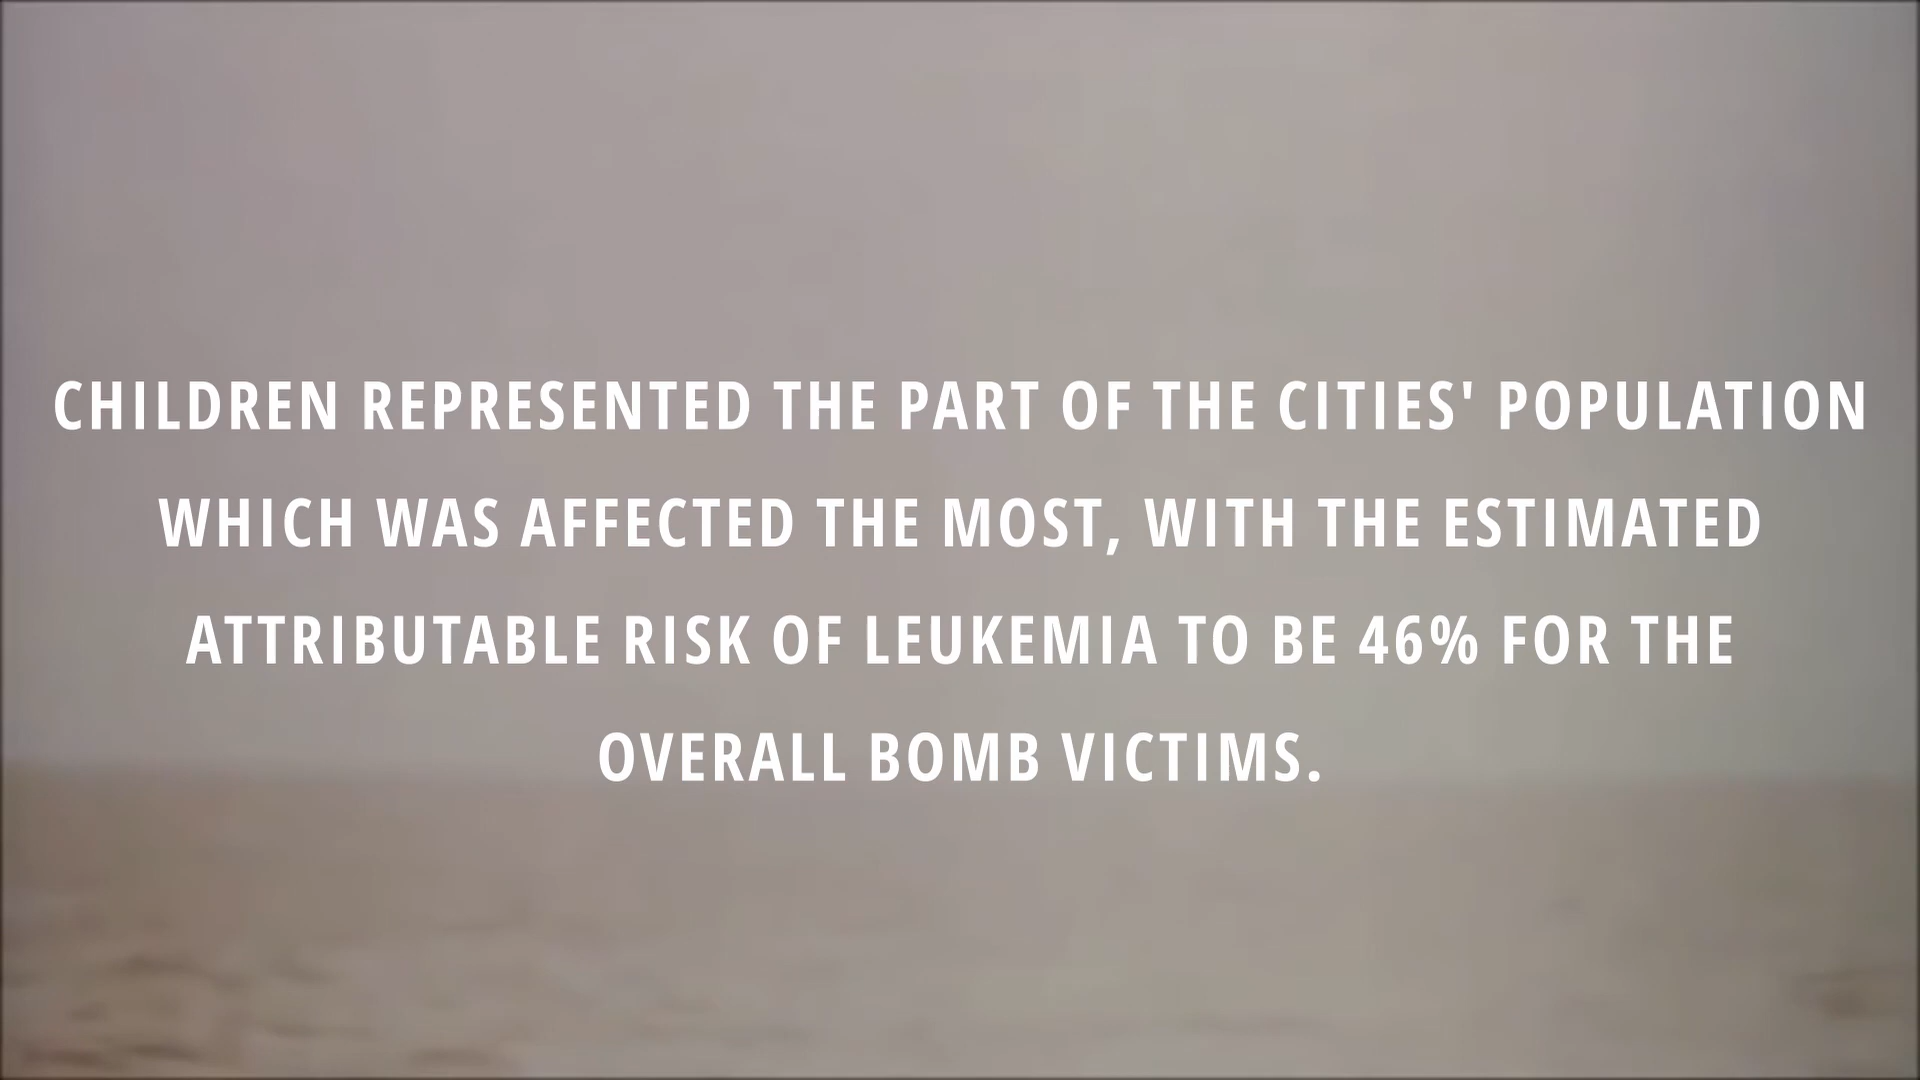 CHILDREN REPRESENTED THE PART OF THE CITIES' POPULATION
WHICH WAS AFFECTED THE MOST, WITH THE ESTIMATED
ATTRIBUTABLE RISK OF LEUKEMIA TO BE 46% FOR THE
OVERALL BOMB VICTIMS.